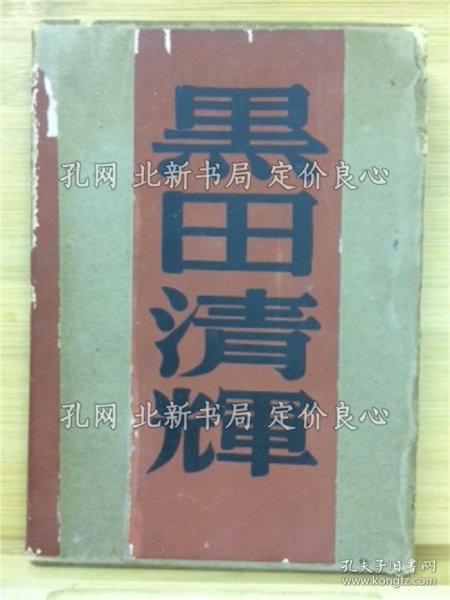 黒田清輝
孔网 北新书局 定价良心
孔网 北新书局 定价良心
孔夫子旧书网
www.kongfz.com